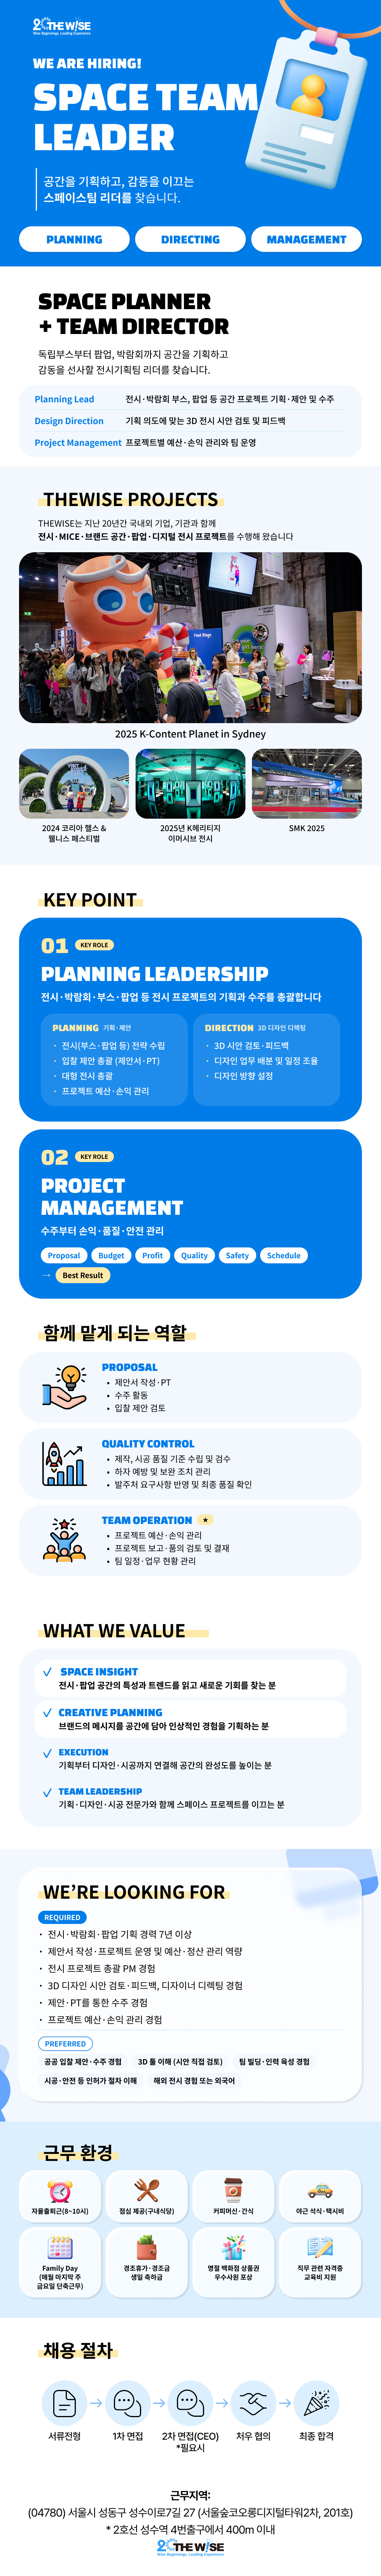 20 THE WISE
Wise Beginnings, Leading Experience
WE ARE HIRING!
SPACE TEAM
LEADER
공간을 기획하고, 감동을 이끄는
스페이스팀 리더를 찾습니다.
PLANNING
DIRECTING
MANAGEMENT
SPACE PLANNER
+ TEAM DIRECTOR
독립부스부터 팝업, 박람회까지 공간을 기획하고
감동을 선사할 전시기획팀 리더를 찾습니다.
Planning Lead 전시·박람회 부스, 팝업 등 공간 프로젝트 기획·제안 및 수주
Design Direction 기획 의도에 맞는 3D 전시 시안 검토 및 피드백
Project Management 프로젝트별 예산·손익 관리와 팀 운영
THEWISE PROJECTS
THEWISE는 지난 20년간 국내외 기업, 기관과 함께
전시·MICE·브랜드 공간·팝업·디지털 전시 프로젝트를 수행해 왔습니다
2025 K-Content Planet in Sydney
2024 코리아 헬스 &
웰니스 페스티벌
2025년 K헤리티지
이머시브 전시
SMK 2025
KEY POINT
01 KEY ROLE
PLANNING LEADERSHIP
전시·박람회·부스·팝업 등 전시 프로젝트의 기획과 수주를 총괄합니다
PLANNING 기획·제안
· 전시(부스·팝업 등) 전략 수립
· 입찰 제안 총괄 (제안서·PT)
· 대형 전시 총괄
· 프로젝트 예산·손익 관리
DIRECTION 3D 디자인 디렉팅
· 3D 시안 검토·피드백
· 디자인 업무 배분 및 일정 조율
· 디자인 방향 설정
02 KEY ROLE
PROJECT
MANAGEMENT
수주부터 손익·품질·안전 관리
Proposal Budget Profit Quality Safety Schedule
→ Best Result
함께 맡게 되는 역할
PROPOSAL
• 제안서 작성·PT
• 수주 활동
• 입찰 제안 검토
QUALITY CONTROL
• 제작, 시공 품질 기준 수립 및 검수
• 하자 예방 및 보완 조치 관리
• 발주처 요구사항 반영 및 최종 품질 확인
TEAM OPERATION ★
• 프로젝트 예산·손익 관리
• 프로젝트 보고·품의 검토 및 결재
• 팀 일정·업무 현황 관리
WHAT WE VALUE
✓ SPACE INSIGHT
전시·팝업 공간의 특성과 트렌드를 읽고 새로운 기회를 찾는 분
✓ CREATIVE PLANNING
브랜드의 메시지를 공간에 담아 인상적인 경험을 기획하는 분
✓ EXECUTION
기획부터 디자인·시공까지 연결해 공간의 완성도를 높이는 분
✓ TEAM LEADERSHIP
기획·디자인·시공 전문가와 함께 스페이스 프로젝트를 이끄는 분
WE'RE LOOKING FOR
REQUIRED
· 전시·박람회·팝업 기획 경력 7년 이상
· 제안서 작성·프로젝트 운영 및 예산·정산 관리 역량
· 전시 프로젝트 총괄 PM 경험
· 3D 디자인 시안 검토·피드백, 디자이너 디렉팅 경험
· 제안·PT를 통한 수주 경험
· 프로젝트 예산·손익 관리 경험
PREFERRED
공공 입찰 제안·수주 경험 3D 툴 이해 (시안 직접 검토) 팀 빌딩·인력 육성 경험
시공·안전 등 인허가 절차 이해 해외 전시 경험 또는 외국어
근무 환경
자율출퇴근(8~10시)
점심 제공(구내식당)
커피머신·간식
야근 석식·택시비
Family Day
(매월 마지막 주
금요일 단축근무)
경조휴가·경조금
생일 축하금
명절 백화점 상품권
우수사원 포상
직무 관련 자격증
교육비 지원
채용 절차
서류전형
1차 면접
2차 면접(CEO)
*필요시
처우 협의
최종 합격
근무지역:
(04780) 서울시 성동구 성수이로7길 27 (서울숲코오롱디지털타워2차, 201호)
* 2호선 성수역 4번출구에서 400m 이내
20 THE WISE
Wise Beginnings, Leading Experience